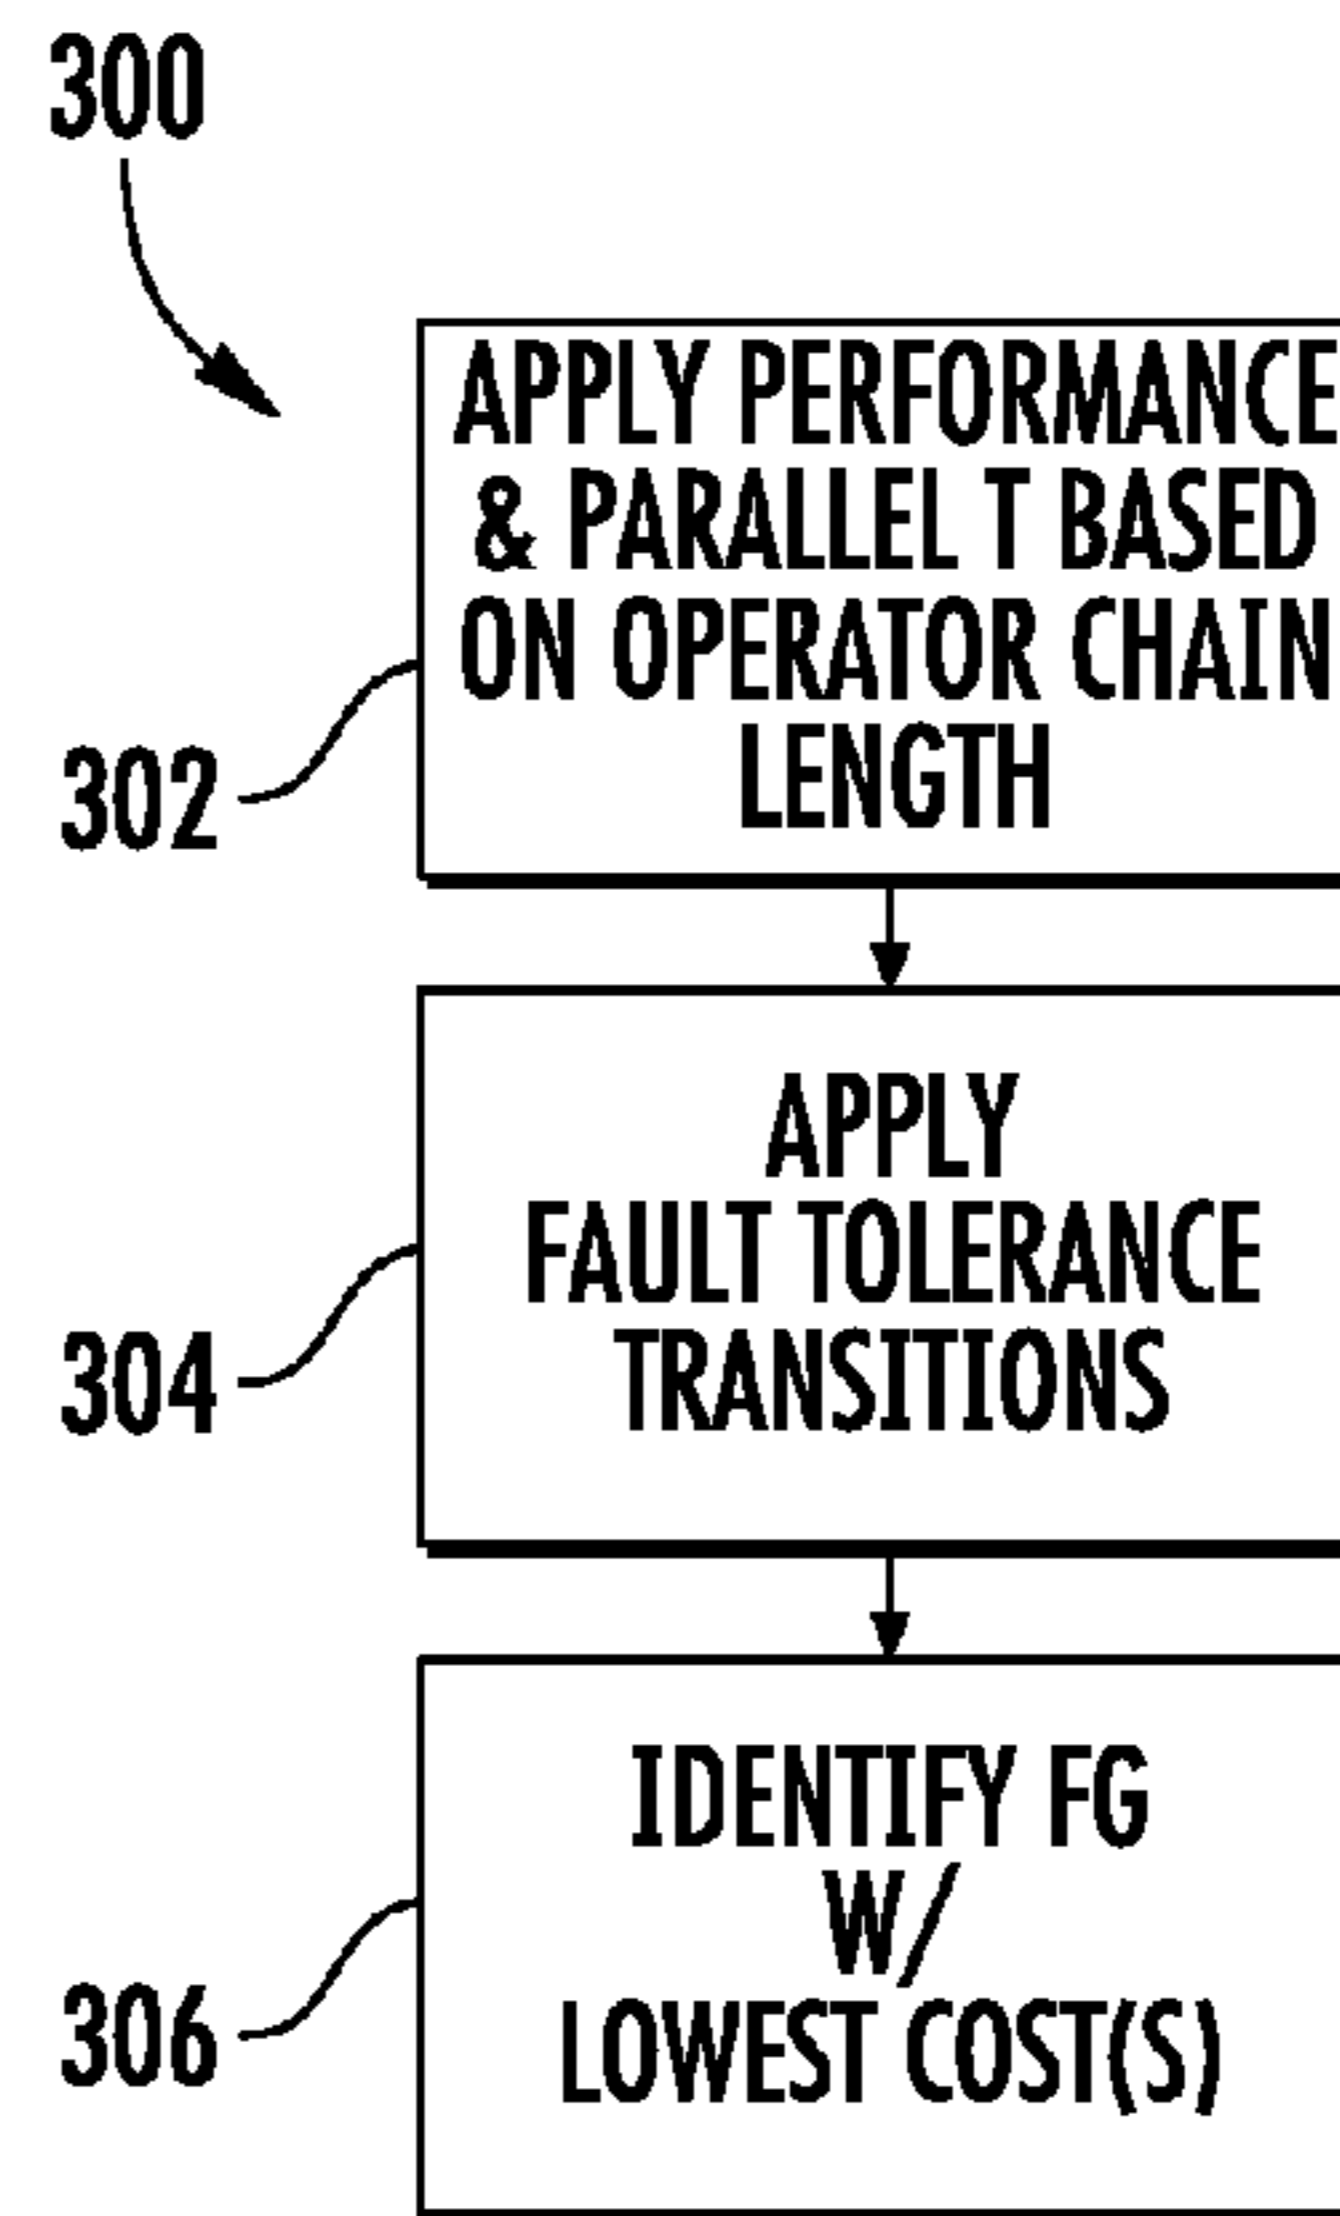 300
APPLY PERFORMANCE
& PARALLEL T BASED
ON OPERATOR CHAIN
LENGTH
302
APPLY
FAULT TOLERANCE
TRANSITIONS
304
IDENTIFY FG
W/
LOWEST COST(S)
306